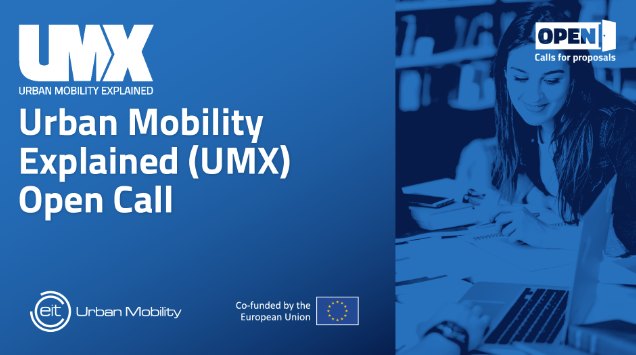 UMX
URBAN MOBILITY EXPLAINED
Urban Mobility
Explained (UMX)
Open Call
OPEN
Calls for proposals
eit Urban Mobility
Co-funded by the
European Union